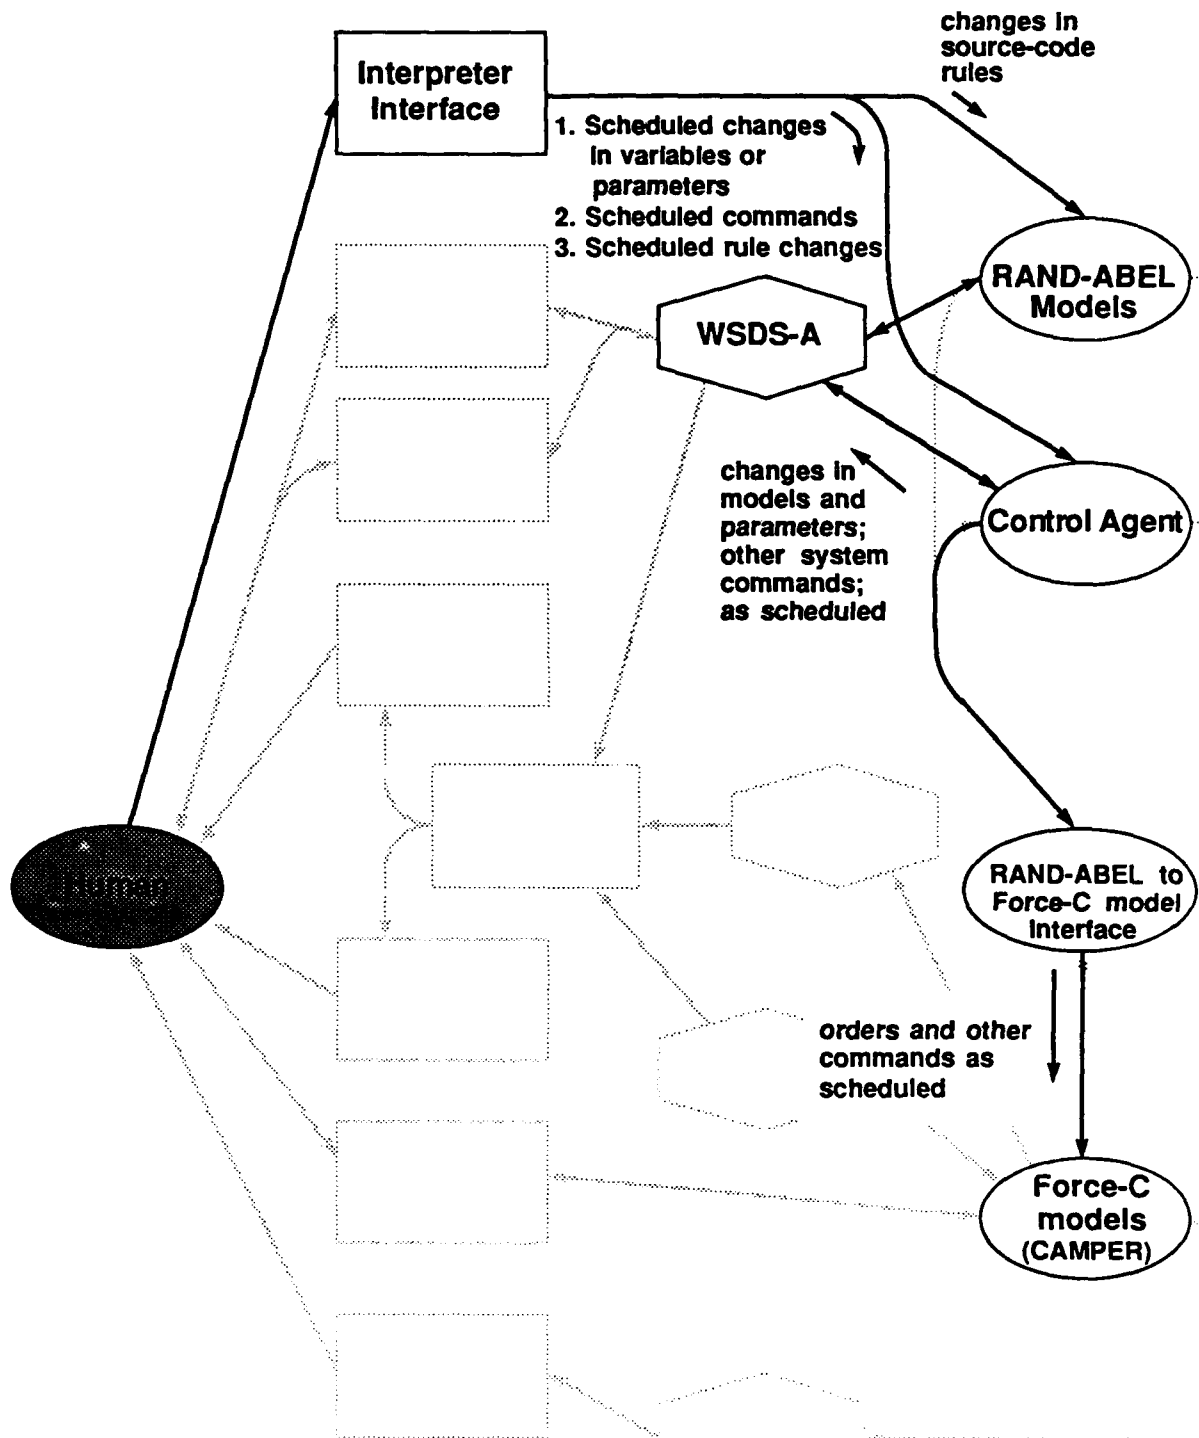 changes in
source-code
rules
Interpreter
Interface
1. Scheduled changes
in variables or
parameters
2. Scheduled commands
3. Scheduled rule changes
RAND-ABEL
Models
WSDS-A
changes in
models and
parameters;
other system
commands;
as scheduled
Control Agent
Human
RAND-ABEL to
Force-C model
Interface
orders and other
commands as
scheduled
Force-C
models
(CAMPER)